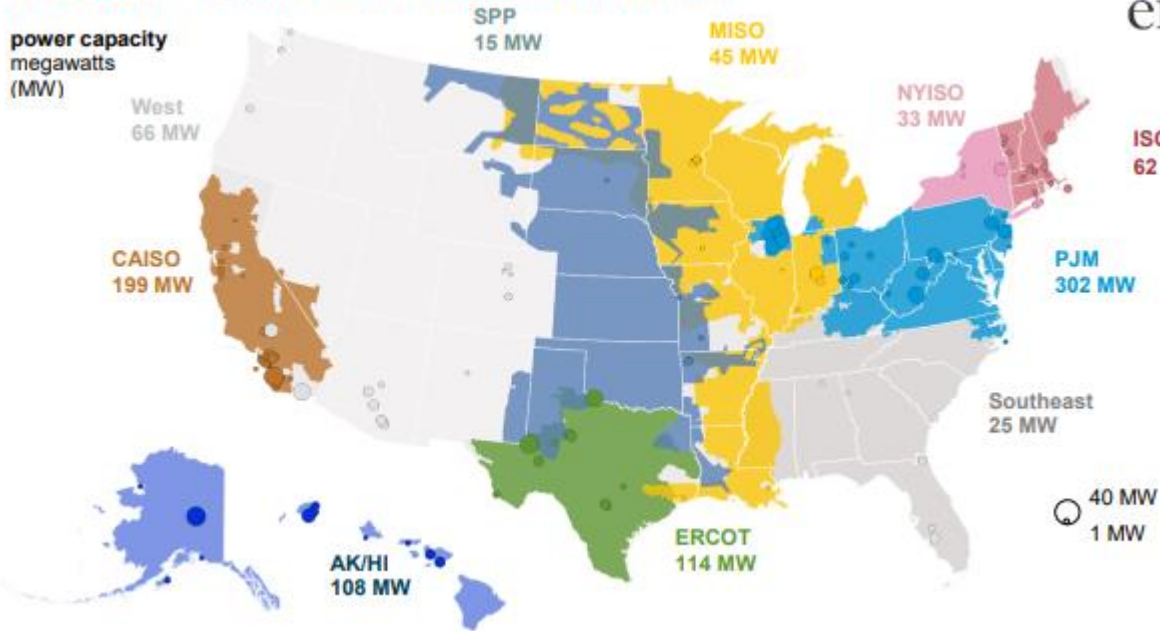 power capacity
megawatts
(MW)
SPP
15 MW
MISO
45 MW
West
66 MW
NYISO
33 MW
62
CAISO
199 MW
PJM
302 MW
Southeast
25 MW
40 MW
1 MW
ERCOT
114 MW
AK/HI
108 MW